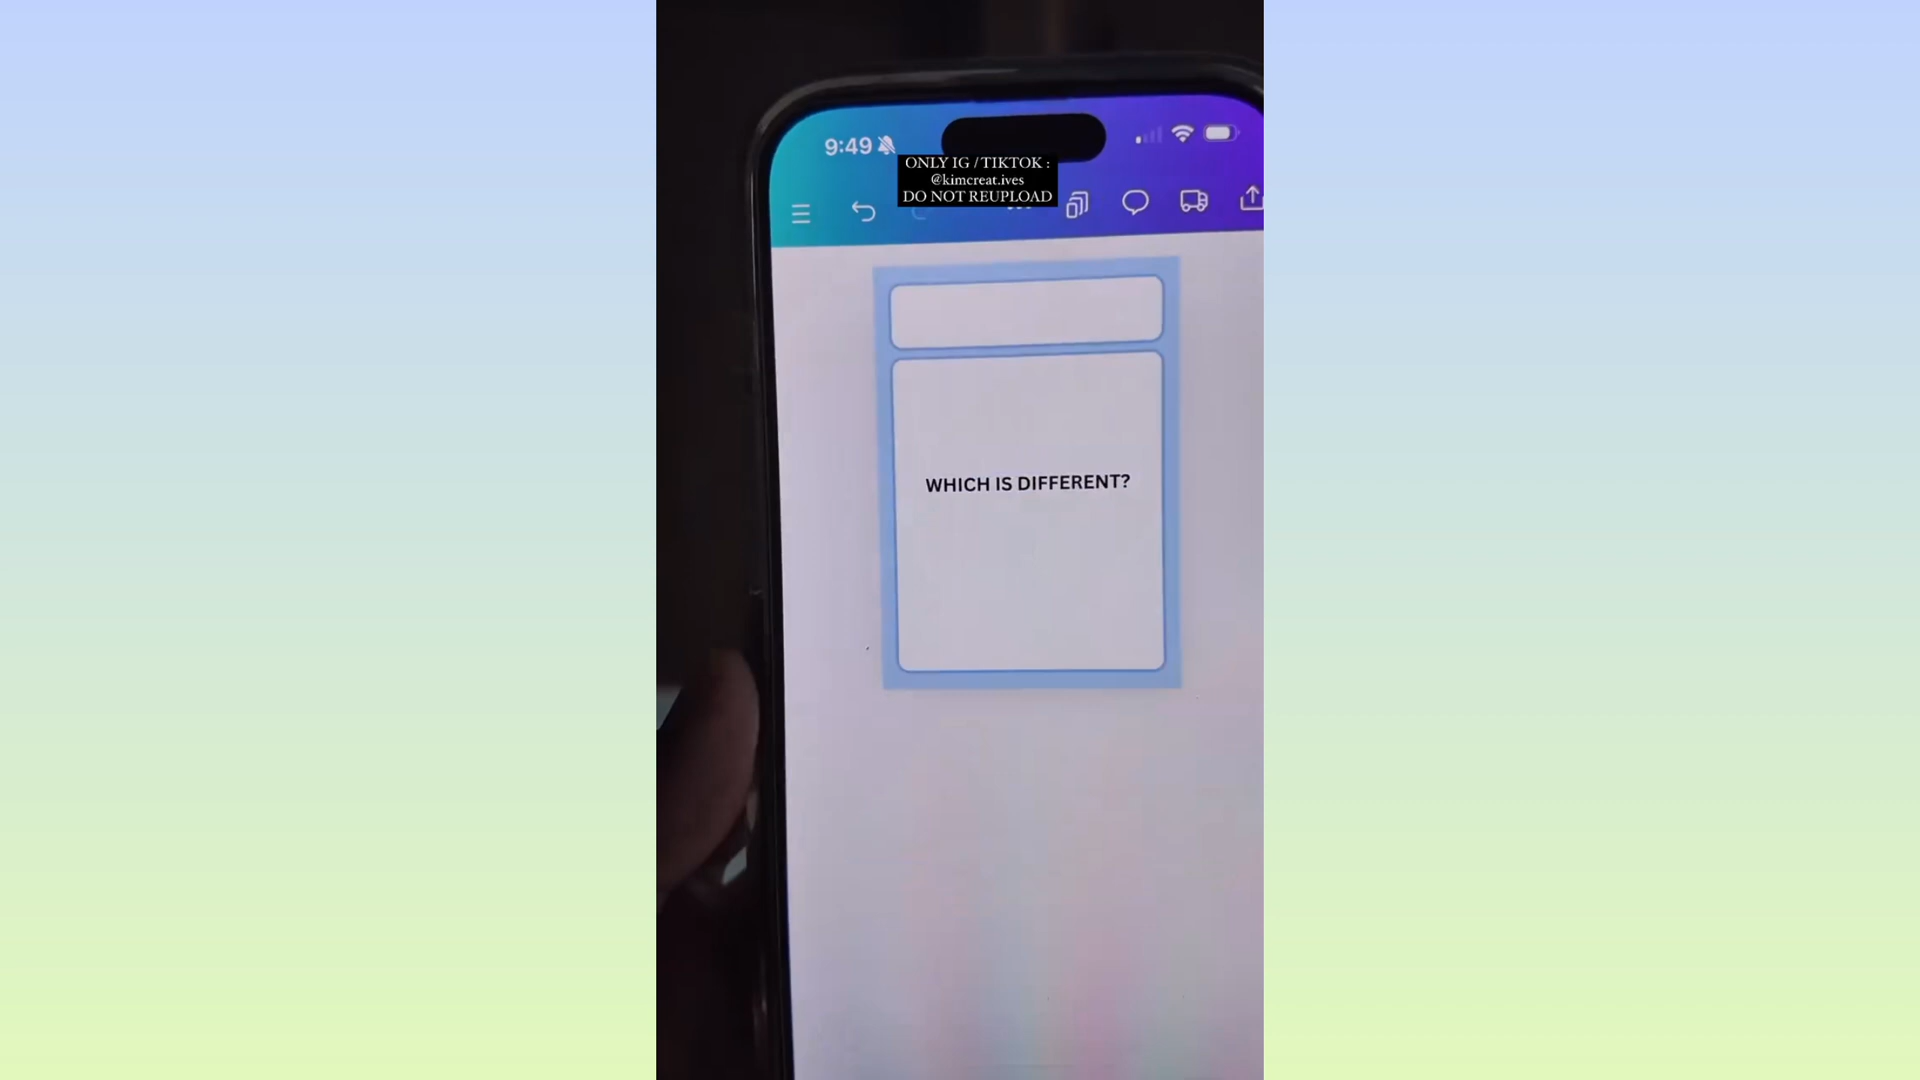 9:49
ONLY IG / TIKTOK :
@kimcreat.ives
DO NOT REUPLOAD
WHICH IS DIFFERENT?